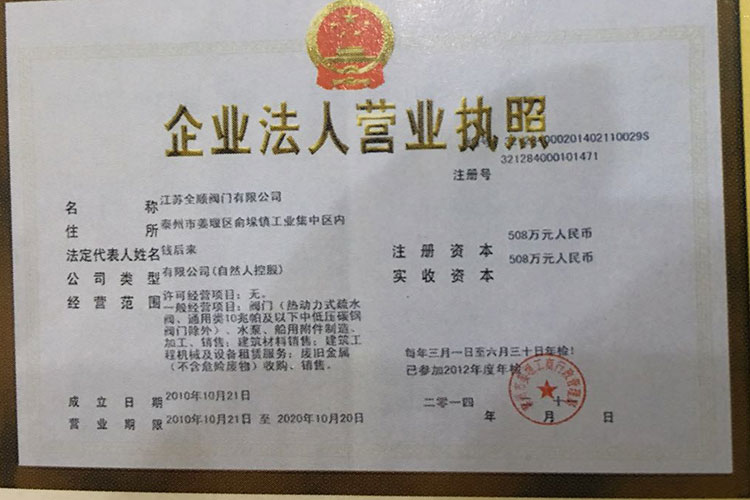 企业法人营业执照
000201402110029S
321284000101471
注册号
名 称 江苏全顺阀门有限公司
住 所 泰州市姜堰区俞垛镇工业集中区内
法定代表人姓名 钱后来
公司类型 有限公司(自然人控股)
注册资本 508万元人民币
实收资本 508万元人民币
经营范围 许可经营项目：无。
一般经营项目：阀门（热动力式疏水
阀、通用类10兆帕及以下中低压碳钢
阀门除外）、水泵、船用附件制造、
加工、销售；建筑材料销售；建筑工
程机械及设备租赁服务；废旧金属
（不含危险废物）收购、销售。
每年三月一日至六月三十日年检！
已参加2012年度年检
成立日期 2010年10月21日
营业期限 2010年10月21日 至 2020年10月20日
二〇一四 年 十 月 日